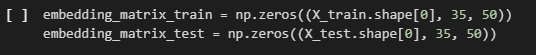 [ ] embedding_matrix_train = np.zeros((X_train.shape[0], 35, 50))
embedding_matrix_test = np.zeros((X_test.shape[0], 35, 50))